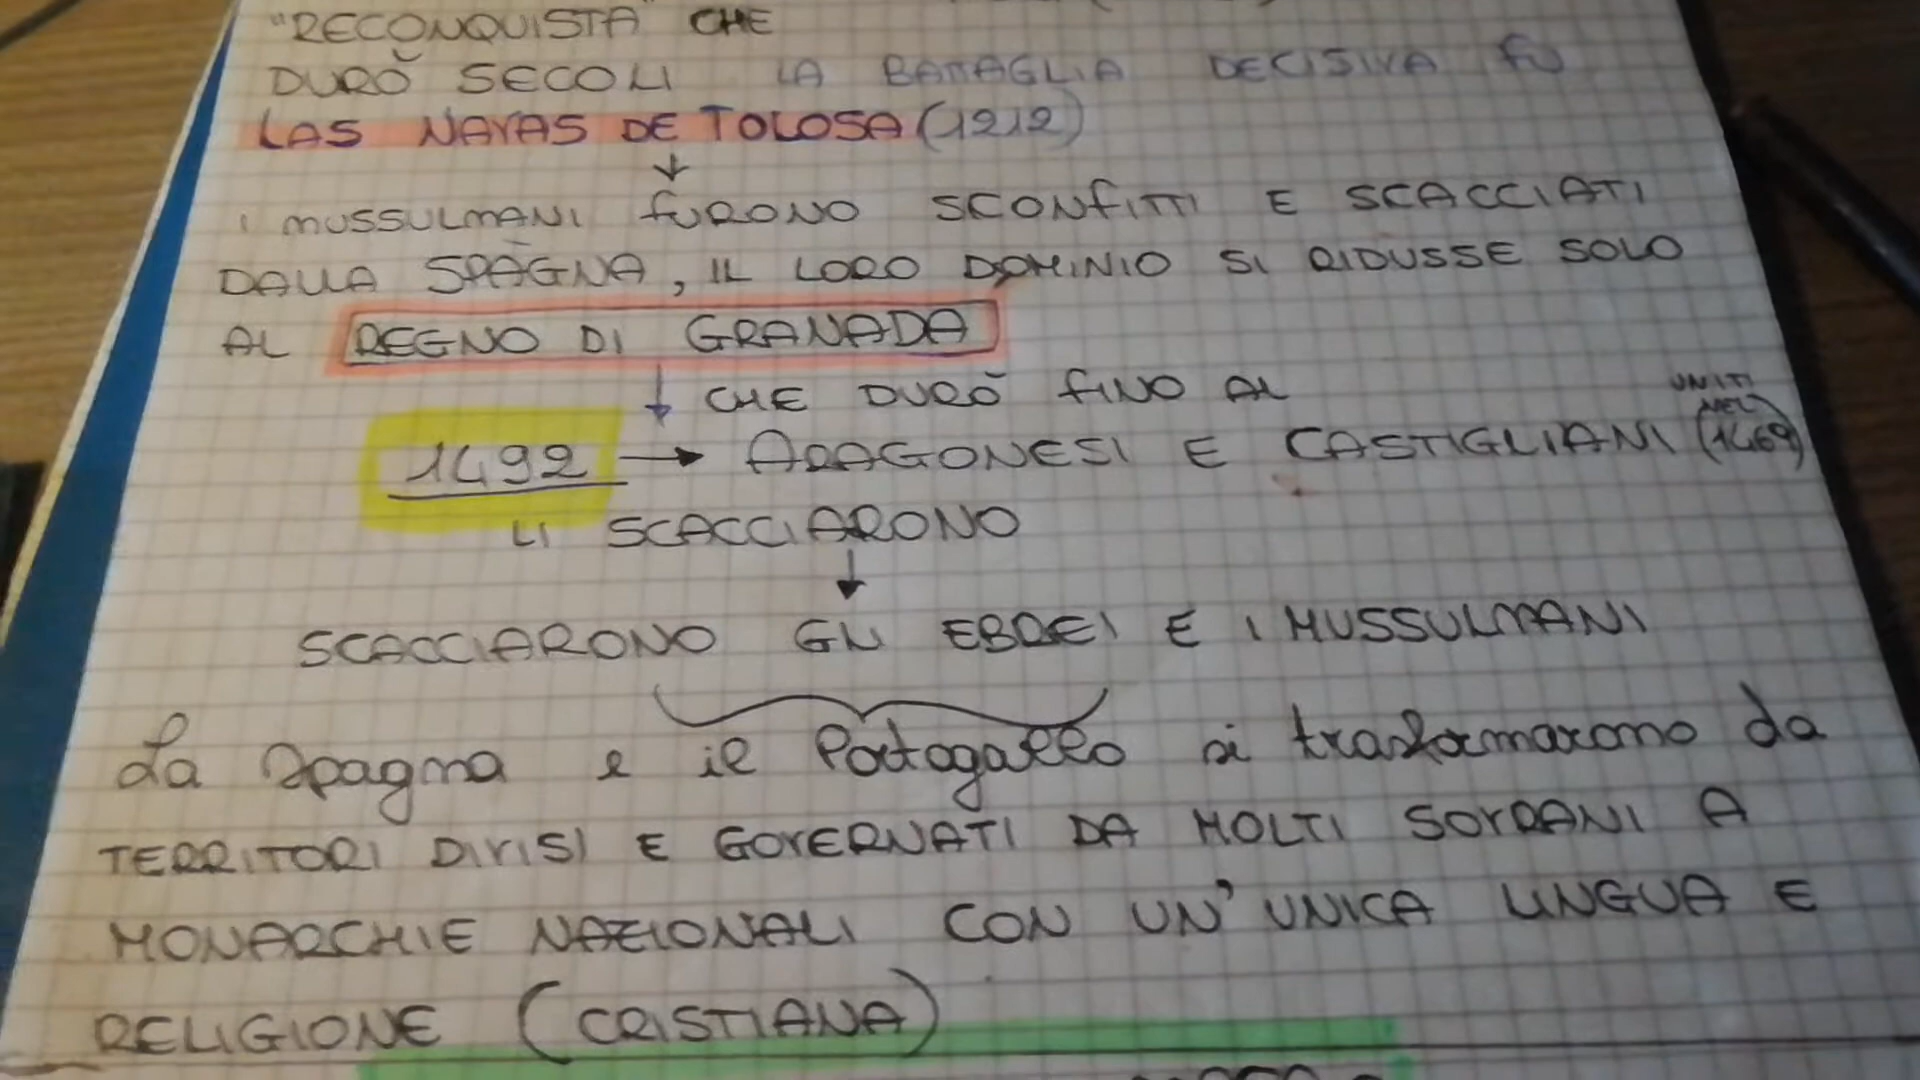 "RECONQUISTA" CHE
DURÒ SECOLI LA BATTAGLIA DECISIVA FU
LAS NAVAS DE TOLOSA (1212)
↓
I MUSSULMANI FURONO SCONFITTI E SCACCIATI
DALLA SPAGNA, IL LORO DOMINIO SI RIDUSSE SOLO
AL REGNO DI GRANADA
↓ CHE DURÒ FINO AL
UNITI
NEL
1492 → ARAGONESI E CASTIGLIANI (1469)
LI SCACCIARONO
↓
SCACCIARONO GLI EBREI E I MUSSULMANI
La Spagna e il Portogallo si trasformarono da
TERRITORI DIVISI E GOVERNATI DA MOLTI SOVRANI A
MONARCHIE NAZIONALI CON UN'UNICA LINGUA E
RELIGIONE (CRISTIANA)